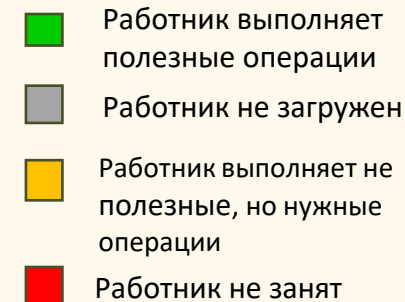 Работник выполняет
полезные операции
Работник не загружен
Работник выполняет не
полезные, но нужные
операции
Работник не занят